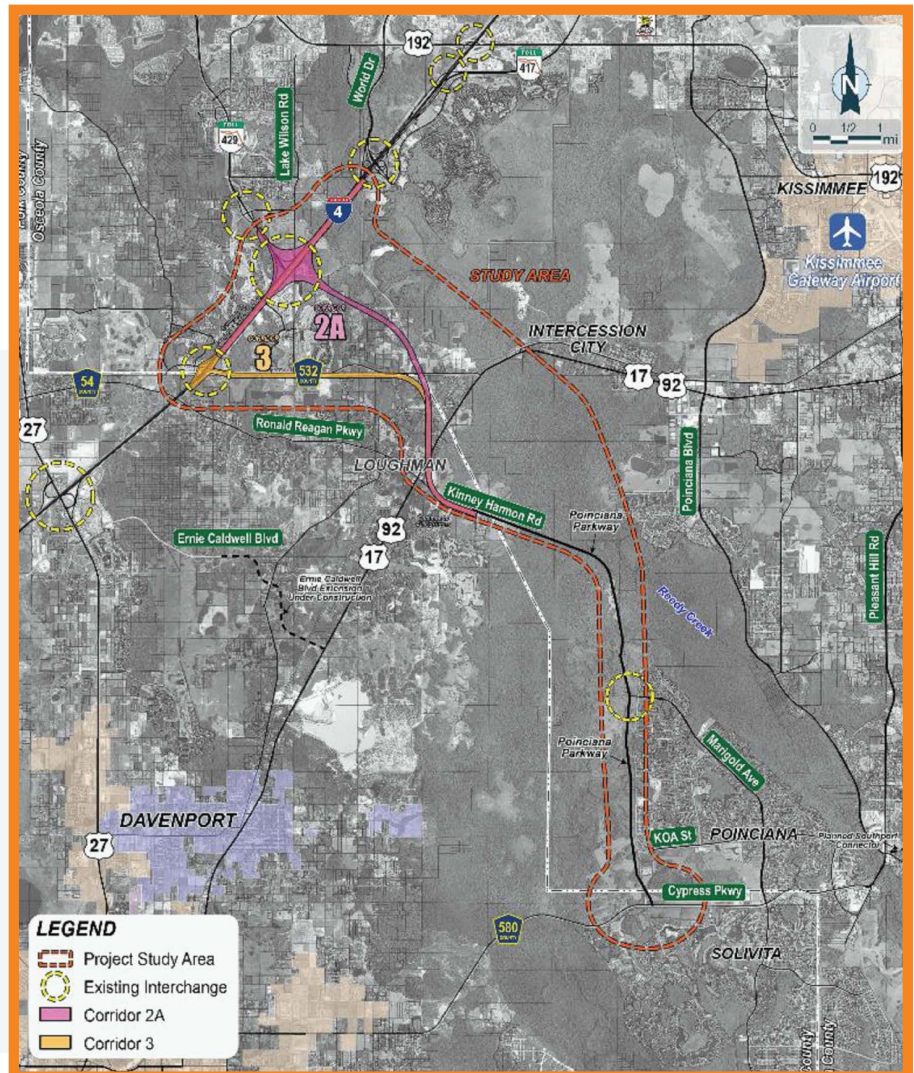 192
TOLL
417
World Dr
Lake Wilson Rd
TOLL
429
N
0 1/2 1
mi
Osceola County
4
KISSIMMEE
192
Kissimmee
Gateway Airport
STUDY AREA
2A
3
INTERCESSION
CITY
532
54
17
92
27
Ronald Reagan Pkwy
LOUGHMAN
Kinney Harmon Rd
Poinciana
Parkway
Poinciana Blvd
92
17
Ernie Caldwell Blvd
Ernie Caldwell
Blvd Extension
Under Construction
Reedy Creek
Pleasant Hill Rd
Poinciana
Parkway
Marigold Ave
DAVENPORT
27
KOA St
POINCIANA
Planned Southport
Connector
Cypress Pkwy
580
SOLIVITA
LEGEND
Project Study Area
Existing Interchange
Corridor 2A
Corridor 3